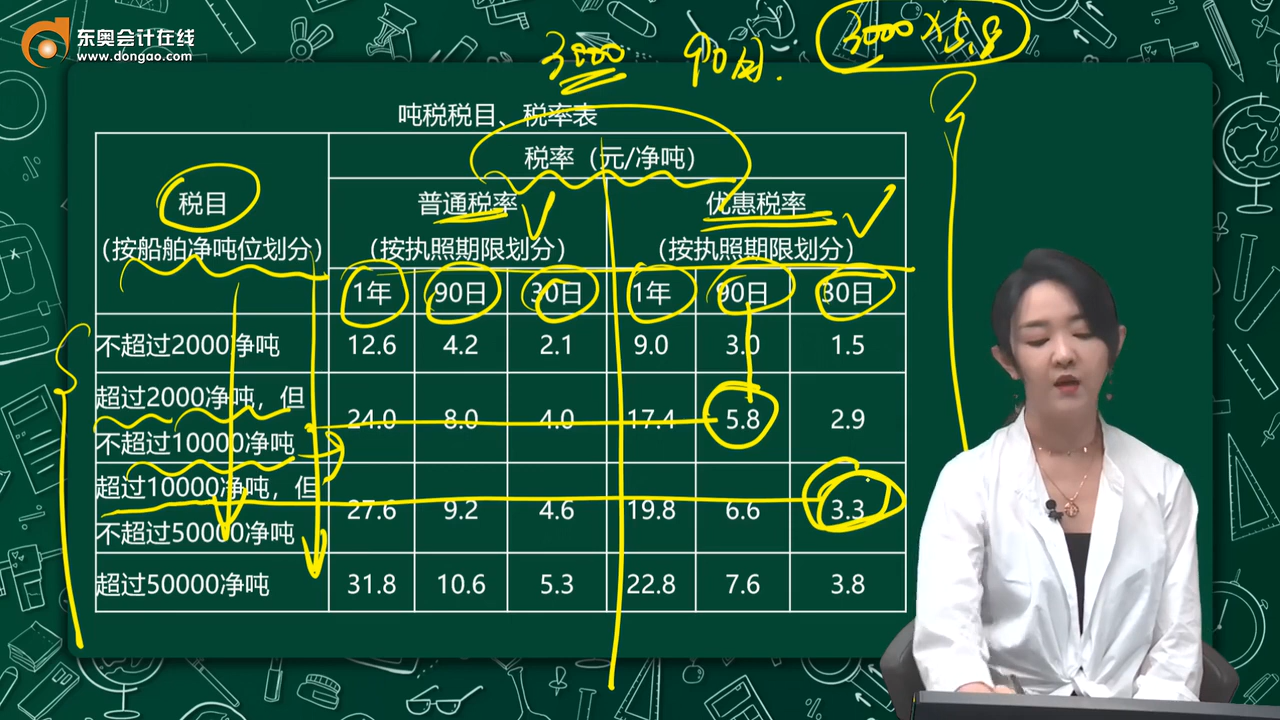 东奥会计在线
www.dongao.com
3000 90日.
3000×5.8
吨税税目、税率表
税目
(按船舶净吨位划分)
税率（元/净吨)
普通税率 优惠税率
(按执照期限划分) (按执照期限划分)
1年 90日 30日 1年 90日 30日
不超过2000净吨 12.6 4.2 2.1 9.0 3.0 1.5
超过2000净吨，但
不超过10000净吨 24.0 8.0 4.0 17.4 5.8 2.9
超过10000净吨，但
不超过50000净吨 27.6 9.2 4.6 19.8 6.6 3.3
超过50000净吨 31.8 10.6 5.3 22.8 7.6 3.8